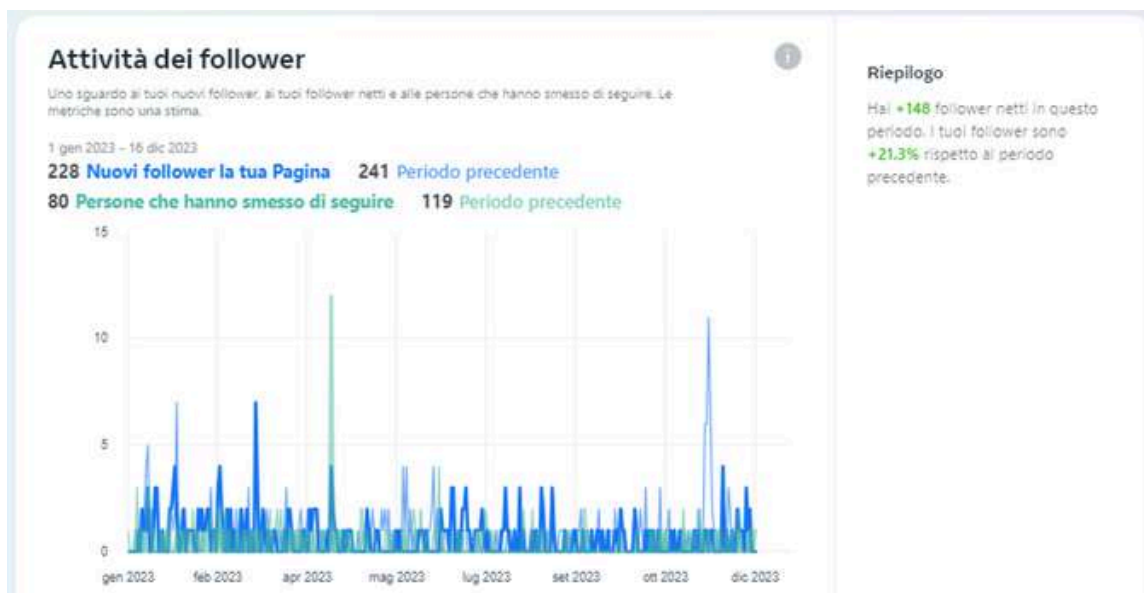 Attività dei follower
Uno sguardo ai tuoi nuovi follower, ai tuoi follower netti e alle persone che hanno smesso di seguire. Le
metriche sono una stima.
1 gen 2023 – 16 dic 2023
228 Nuovi follower la tua Pagina 241 Periodo precedente
80 Persone che hanno smesso di seguire 119 Periodo precedente
15
10
5
0
gen 2023 feb 2023 apr 2023 mag 2023 lug 2023 set 2023 ott 2023 dic 2023
Riepilogo
Hai +148 follower netti in questo
periodo. I tuoi follower sono
+21.3% rispetto al periodo
precedente.